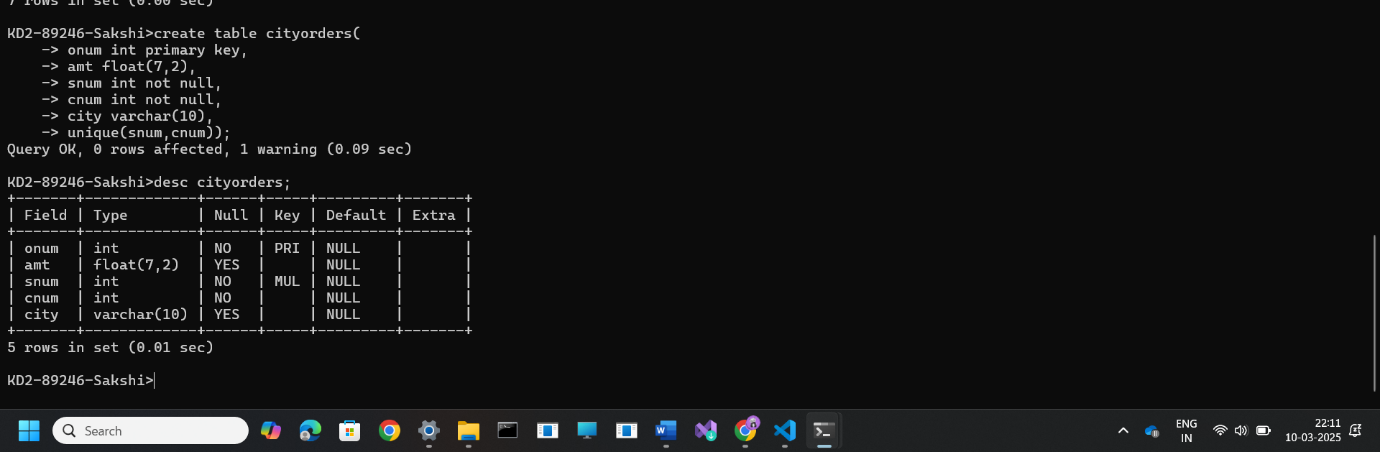 7 rows in set (0.00 sec)
KD2-89246-Sakshi>create table cityorders(
    -> onum int primary key,
    -> amt float(7,2),
    -> snum int not null,
    -> cnum int not null,
    -> city varchar(10),
    -> unique(snum,cnum));
Query OK, 0 rows affected, 1 warning (0.09 sec)
KD2-89246-Sakshi>desc cityorders;
+-------+-------------+------+-----+---------+-------+
| Field | Type        | Null | Key | Default | Extra |
+-------+-------------+------+-----+---------+-------+
| onum  | int         | NO   | PRI | NULL    |       |
| amt   | float(7,2)  | YES  |     | NULL    |       |
| snum  | int         | NO   | MUL | NULL    |       |
| cnum  | int         | NO   |     | NULL    |       |
| city  | varchar(10) | YES  |     | NULL    |       |
+-------+-------------+------+-----+---------+-------+
5 rows in set (0.01 sec)
KD2-89246-Sakshi>
Search
ENG
IN
22:11
10-03-2025